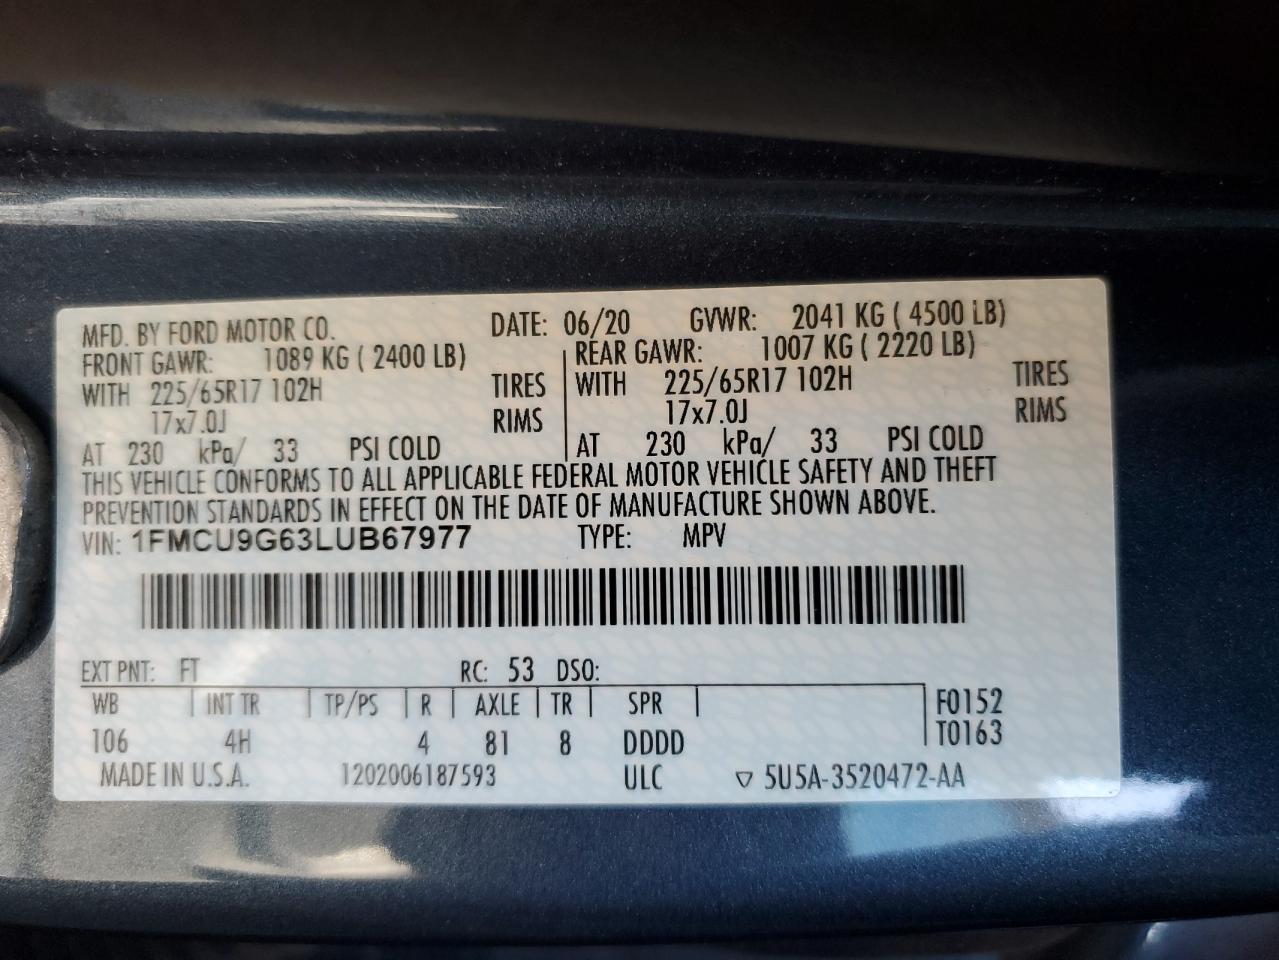 MFD. BY FORD MOTOR CO. DATE: 06/20 GVWR: 2041 KG ( 4500 LB)
FRONT GAWR: 1089 KG ( 2400 LB) REAR GAWR: 1007 KG ( 2220 LB)
WITH 225/65R17 102H TIRES WITH 225/65R17 102H TIRES
17x7.0J RIMS 17x7.0J RIMS
AT 230 kPa/ 33 PSI COLD AT 230 kPa/ 33 PSI COLD
THIS VEHICLE CONFORMS TO ALL APPLICABLE FEDERAL MOTOR VEHICLE SAFETY AND THEFT
PREVENTION STANDARDS IN EFFECT ON THE DATE OF MANUFACTURE SHOWN ABOVE.
VIN: 1FMCU9G63LUB67977 TYPE: MPV
EXT PNT: FT RC: 53 DSO:
WB INT TR TP/PS R AXLE TR SPR F0152
106 4H 4 81 8 DDDD T0163
MADE IN U.S.A. 1202006187593 ULC ▽ 5U5A-3520472-AA